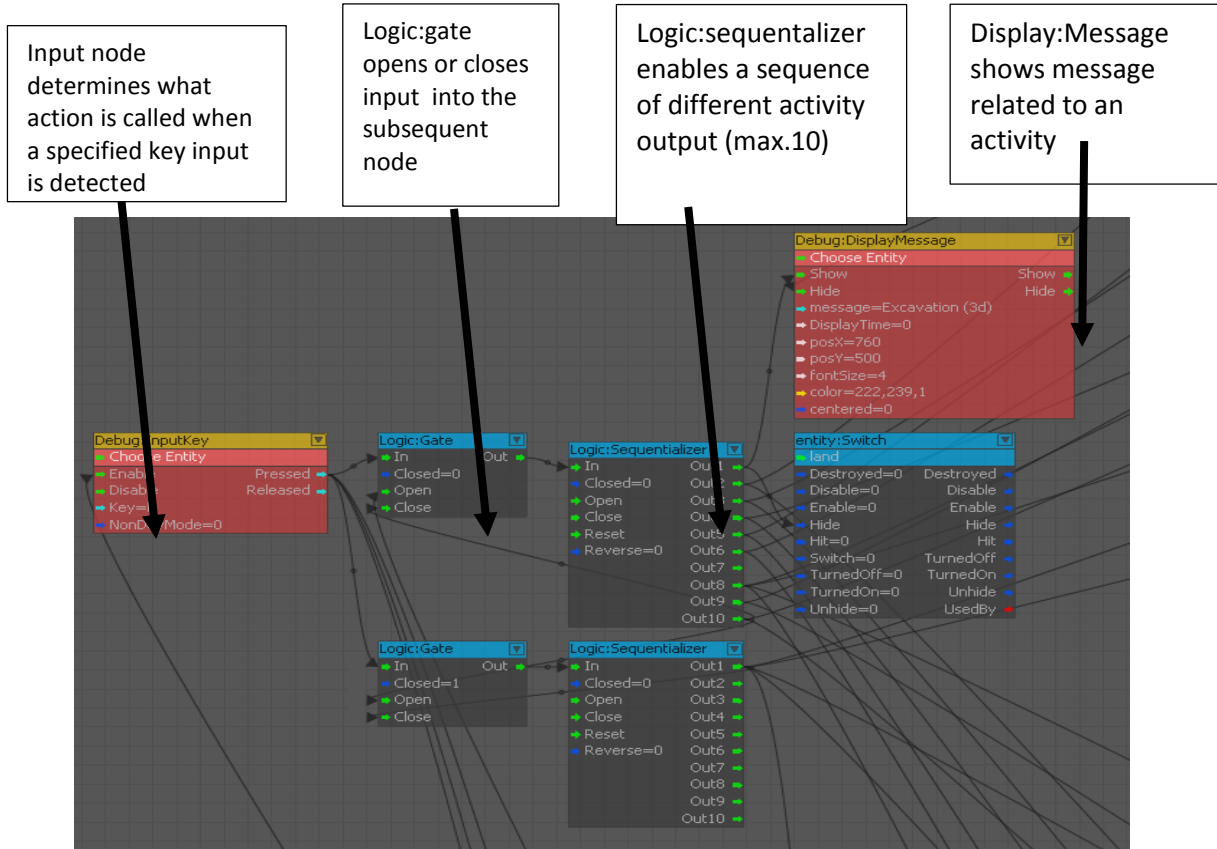 Input node
determines what
action is called when
a specified key input
is detected
Logic:gate
opens or closes
input into the
subsequent
node
Logic:sequentalizer
enables a sequence
of different activity
output (max.10)
Display:Message
shows message
related to an
activity
Debug:DisplayMessage
Choose Entity
Show Show
Hide Hide
message=Excavation (3d)
DisplayTime=0
posX=760
posY=500
fontSize=4
color=222,239,1
centered=0
Debug:InputKey
Choose Entity
Enable Pressed
Disable Released
Key=
Logic:Gate
In Out
Closed=0
Open
Close
Logic:Sequentializer
In Out1
Closed=0 Out2
Open
Close
Reset Out5
Reverse=0 Out6
Out7
Out8
Out9
Out10
entity:Switch
land
Destroyed=0 Destroyed
Disable=0 Disable
Enable=0 Enable
Hide Hide
Hit=0 Hit
Switch=0 TurnedOff
TurnedOff=0 TurnedOn
TurnedOn=0 Unhide
Unhide=0 UsedBy
Logic:Gate
In Out
Closed=1
Open
Close
Logic:Sequentializer
In Out1
Closed=0 Out2
Open Out3
Close Out4
Reset Out5
Reverse=0 Out6
Out7
Out8
Out9
Out10